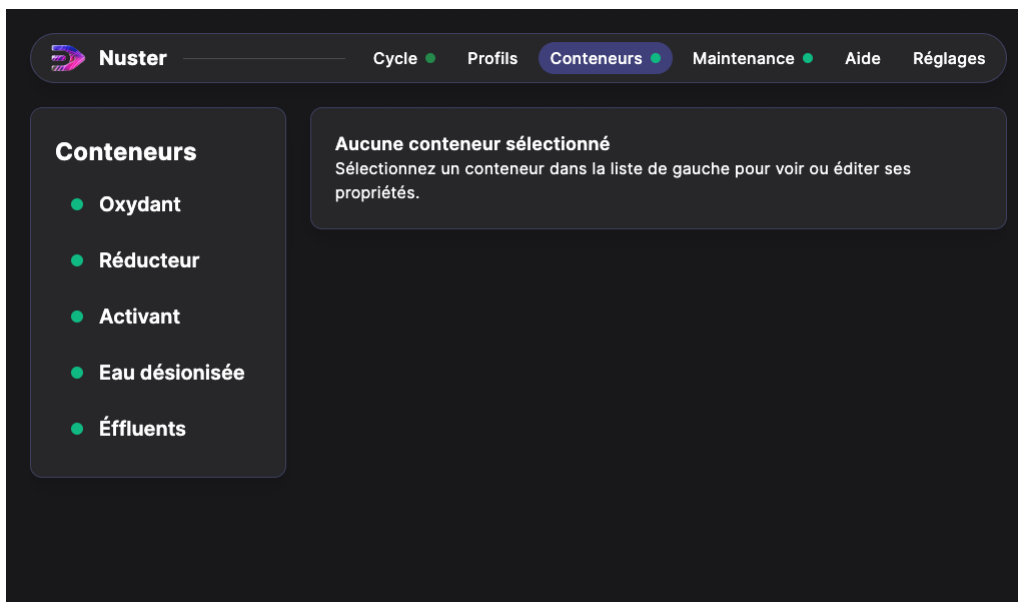 Nuster
Cycle
Profils
Conteneurs
Maintenance
Aide
Réglages
Conteneurs
Oxydant
Réducteur
Activant
Eau désionisée
Éffluents
Aucune conteneur sélectionné
Sélectionnez un conteneur dans la liste de gauche pour voir ou éditer ses
propriétés.